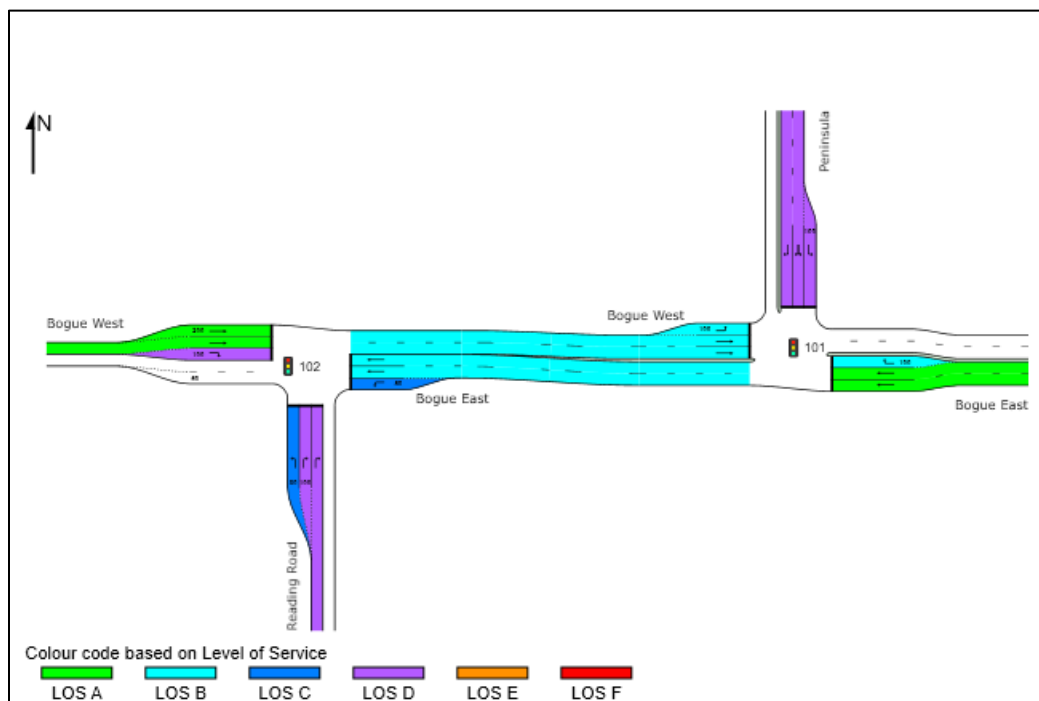 N
Peninsula
Bogue West
Bogue West
101
102
Bogue East
Bogue East
Reading Road
Colour code based on Level of Service
LOS A
LOS B
LOS C
LOS D
LOS E
LOS F